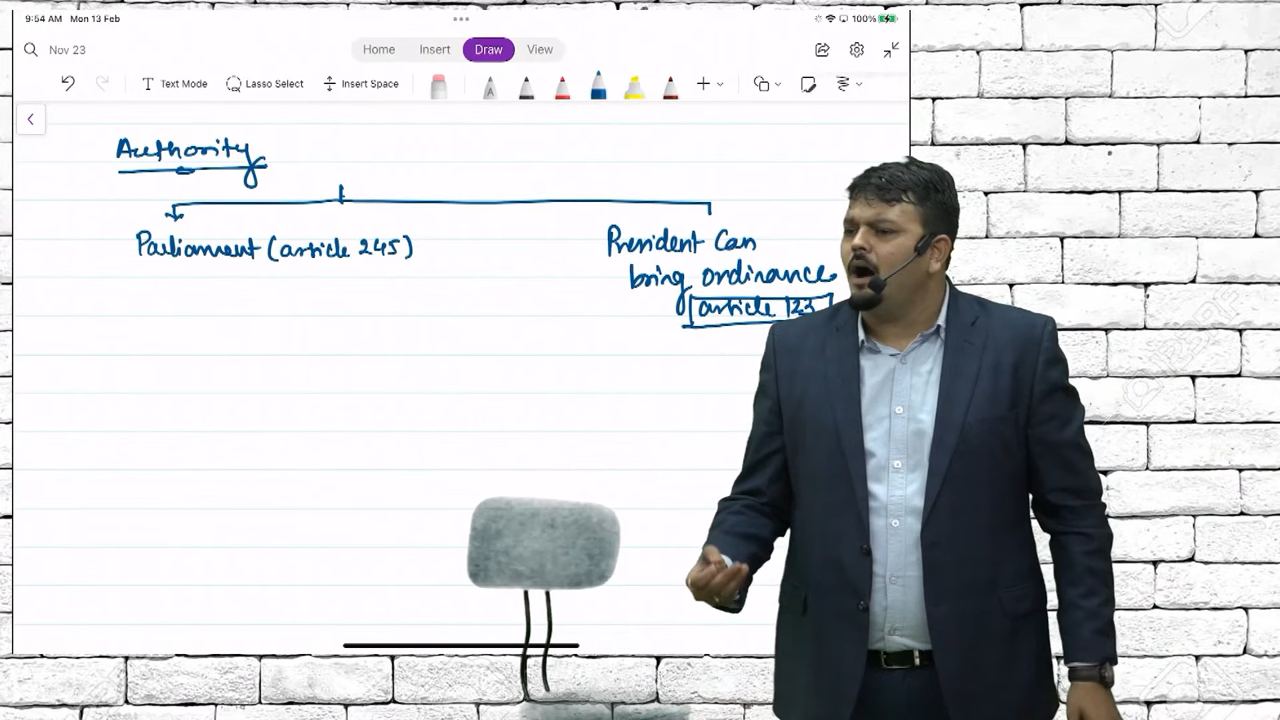 9:54 AM Mon 13 Feb
100%
Nov 23
Home Insert Draw View
Text Mode Lasso Select Insert Space
Authority
Parliament (article 245)
President Can
bring ordinance
article 123